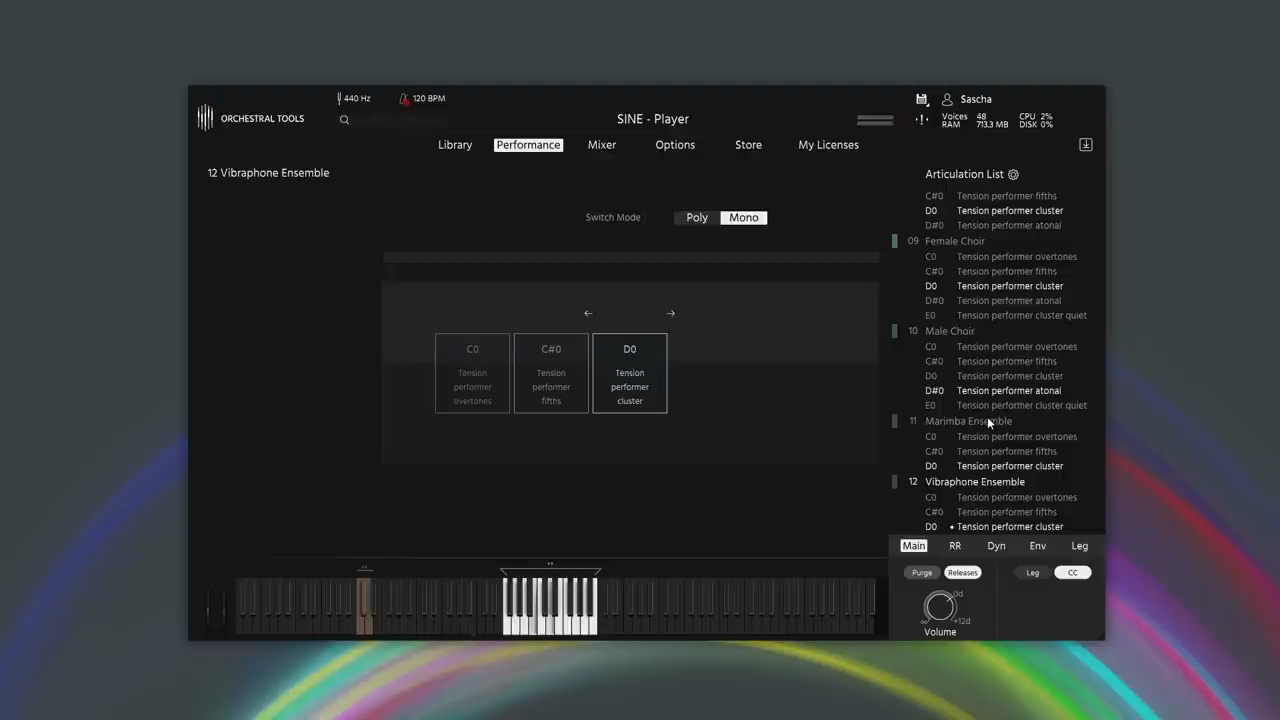 440 Hz
120 BPM
Sascha
ORCHESTRAL TOOLS
SINE - Player
Voices 48 CPU 2%
RAM 713.3 MB DISK 0%
Library Performance Mixer Options Store My Licenses
12 Vibraphone Ensemble
Switch Mode Poly Mono
C0
Tension
performer
overtones
C#0
Tension
performer
fifths
D0
Tension
performer
cluster
Articulation List
C#0 Tension performer fifths
D0 Tension performer cluster
D#0 Tension performer atonal
09 Female Choir
C0 Tension performer overtones
C#0 Tension performer fifths
D0 Tension performer cluster
D#0 Tension performer atonal
E0 Tension performer cluster quiet
10 Male Choir
C0 Tension performer overtones
C#0 Tension performer fifths
D0 Tension performer cluster
D#0 Tension performer atonal
E0 Tension performer cluster quiet
11 Marimba Ensemble
C0 Tension performer overtones
C#0 Tension performer fifths
D0 Tension performer cluster
12 Vibraphone Ensemble
C0 Tension performer overtones
C#0 Tension performer fifths
D0 • Tension performer cluster
Main RR Dyn Env Leg
Purge Releases Leg CC
0d
∞ +12d
Volume